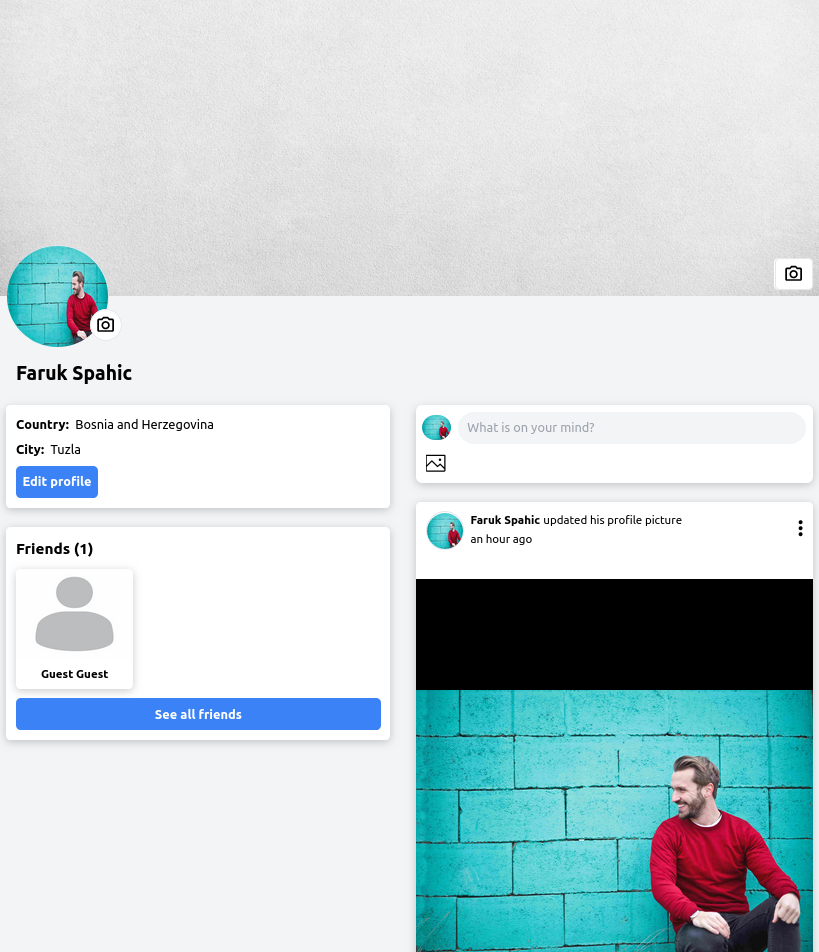 Faruk Spahic
Country: Bosnia and Herzegovina
City: Tuzla
Edit profile
Friends (1)
Guest Guest
See all friends
What is on your mind?
Faruk Spahic updated his profile picture
an hour ago